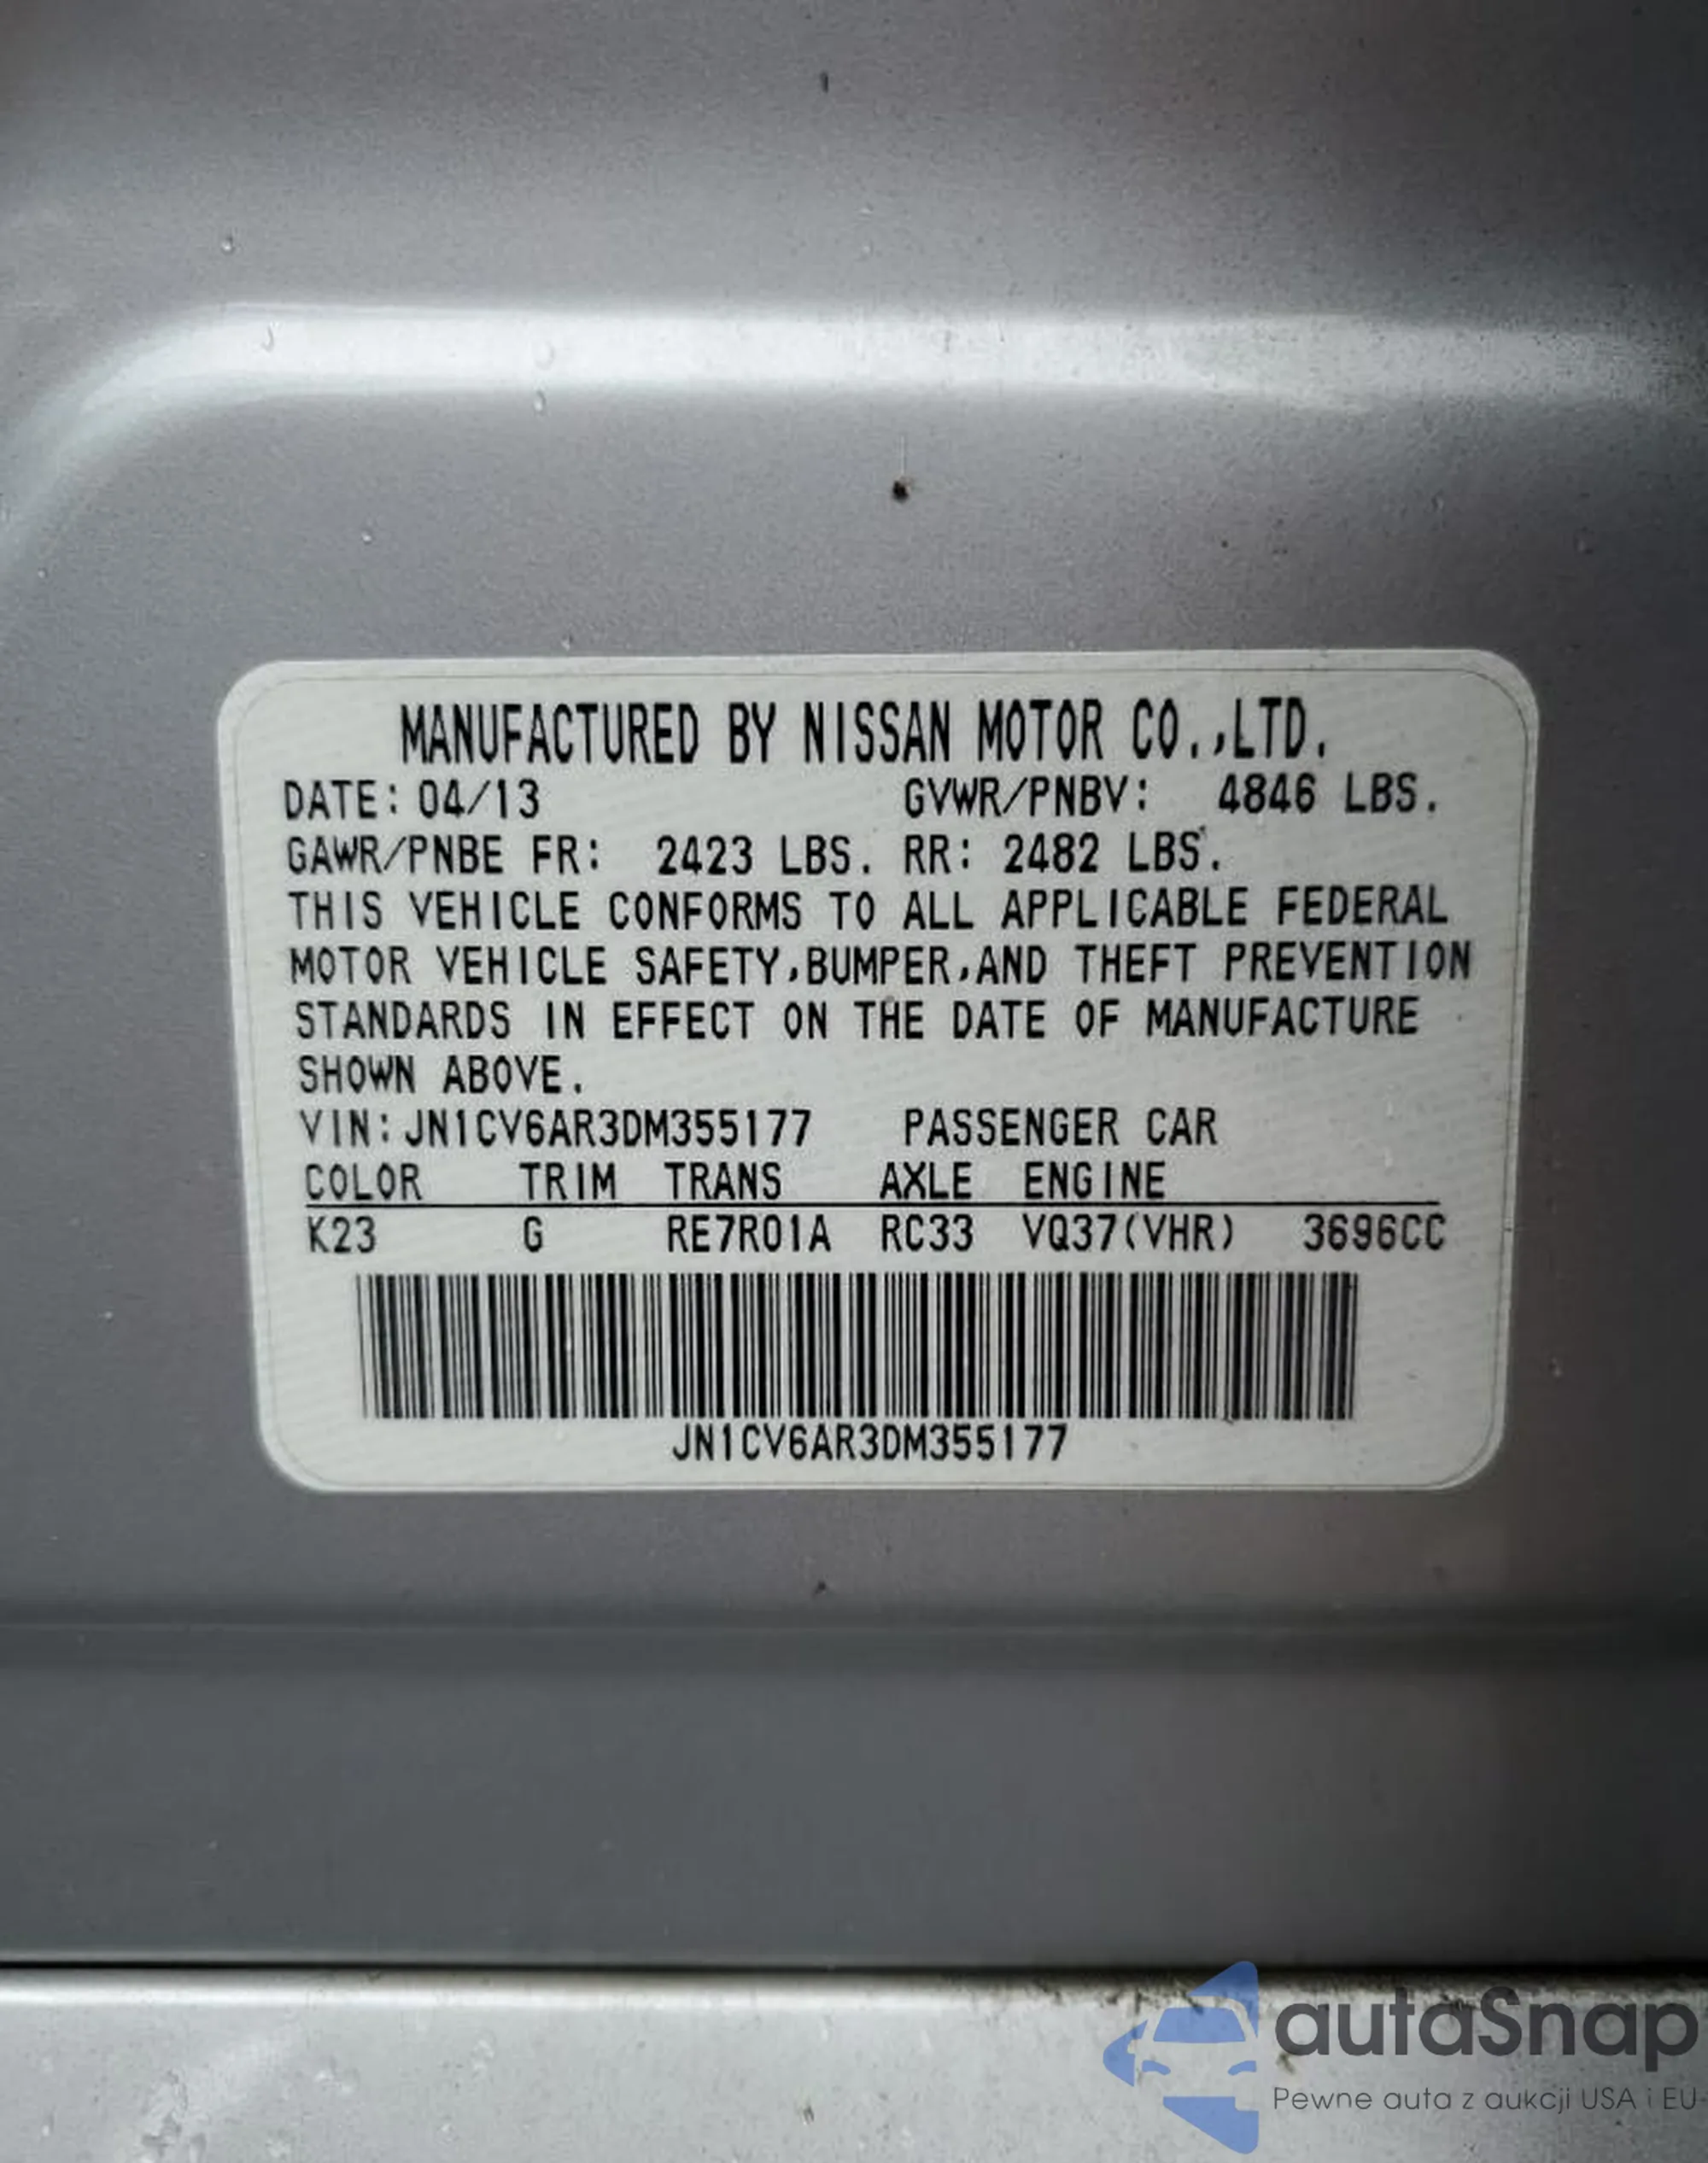 MANUFACTURED BY NISSAN MOTOR CO.,LTD.
DATE: 04/13 GVWR/PNBV: 4846 LBS.
GAWR/PNBE FR: 2423 LBS. RR: 2482 LBS.
THIS VEHICLE CONFORMS TO ALL APPLICABLE FEDERAL
MOTOR VEHICLE SAFETY,BUMPER,AND THEFT PREVENTION
STANDARDS IN EFFECT ON THE DATE OF MANUFACTURE
SHOWN ABOVE.
VIN:JN1CV6AR3DM355177 PASSENGER CAR
COLOR TRIM TRANS AXLE ENGINE
K23 G RE7R01A RC33 VQ37(VHR) 3696CC
JN1CV6AR3DM355177
autaSnap
Pewne auta z aukcji USA i EU-